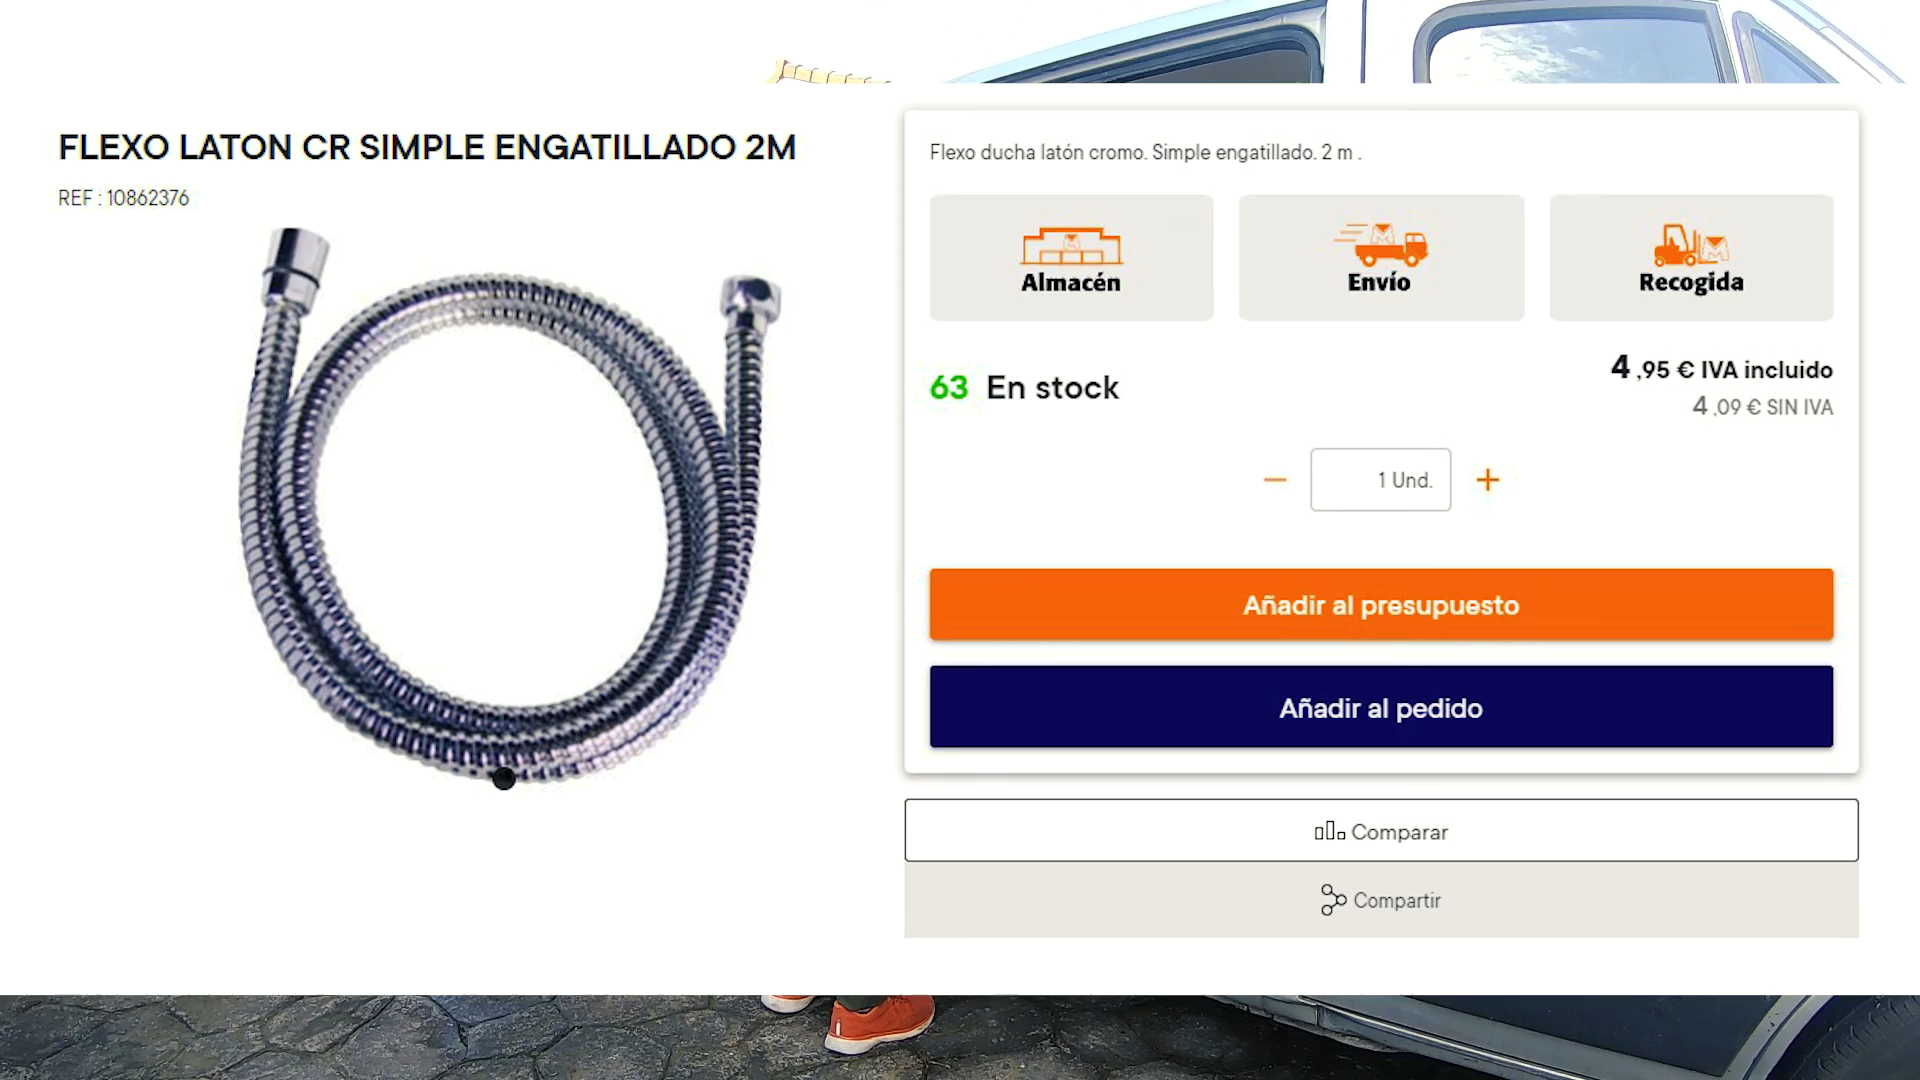 FLEXO LATON CR SIMPLE ENGATILLADO 2M
REF : 10862376
Flexo ducha latón cromo. Simple engatillado. 2 m .
Almacén
Envío
Recogida
63 En stock
4 ,95 € IVA incluido
4 ,09 € SIN IVA
1 Und.
Añadir al presupuesto
Añadir al pedido
Comparar
Compartir